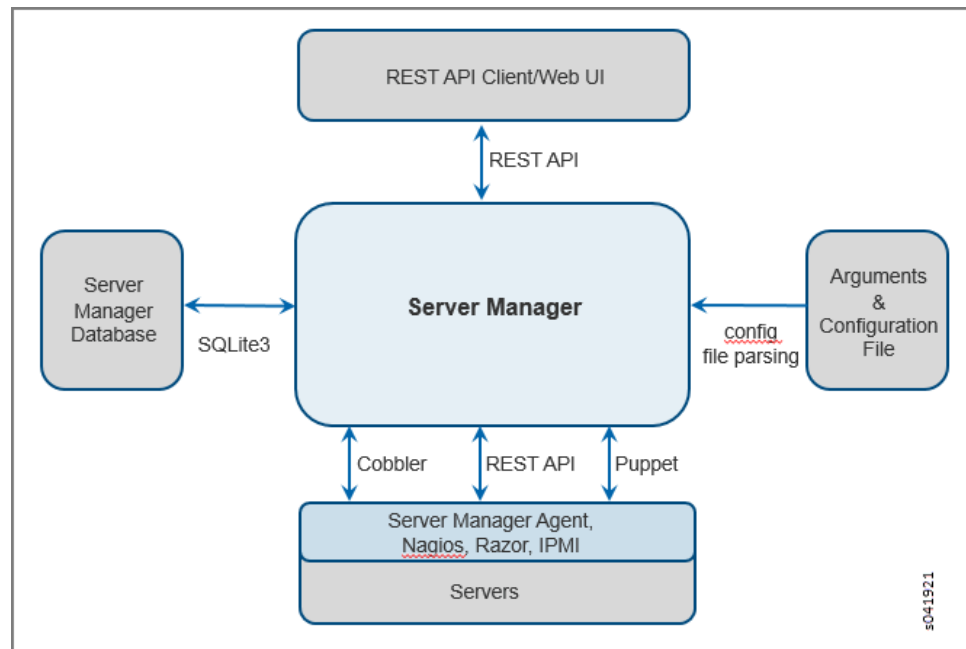 REST API Client/Web UI
REST API
Server
Manager
Database
SQLite3
Server Manager
config
file parsing
Arguments
&
Configuration
File
Cobbler
REST API
Puppet
Server Manager Agent,
Nagios, Razor, IPMI
Servers
s041921